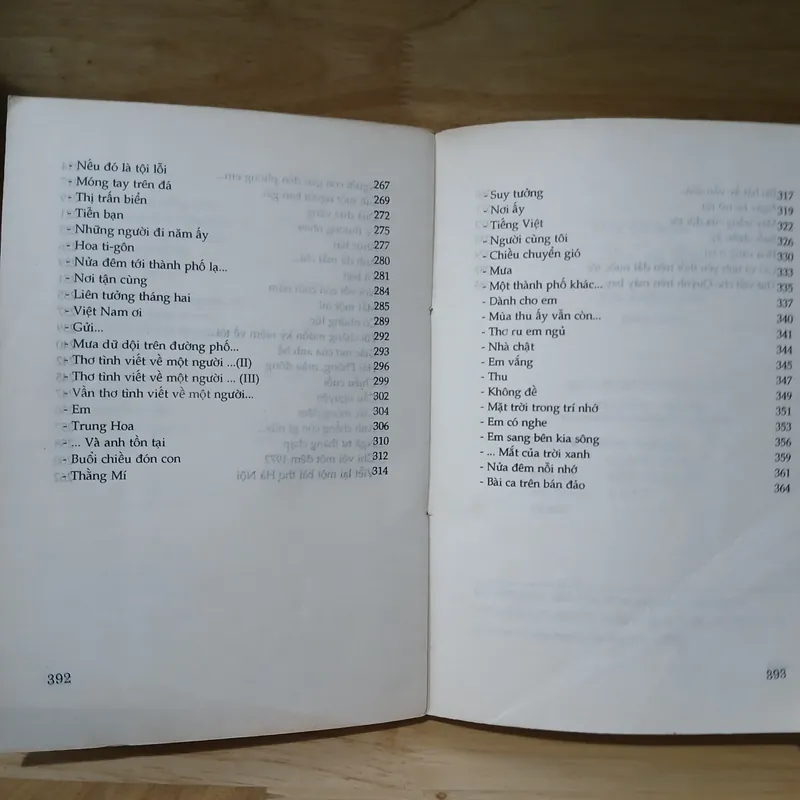 - Nếu đó là tội lỗi 267
- Móng tay trên đá 269
- Thị trấn biển 272
- Tiễn bạn 275
- Những người đi năm ấy 277
- Hoa ti-gôn 280
- Nửa đêm tới thành phố lạ... 281
- Nơi tận cùng 284
- Liên tưởng tháng hai 285
- Việt Nam ơi 289
- Gửi... 292
- Mưa dữ dội trên đường phố... 293
- Thơ tình viết về một người ...(II) 296
- Thơ tình viết về một người ... (III) 299
- Vẫn thơ tình viết về một người... 302
- Em 304
- Trung Hoa 306
- ... Và anh tồn tại 310
- Buổi chiều đón con 312
- Thằng Mí 314
392
- Suy tưởng 317
- Nơi ấy 319
- Tiếng Việt 322
- Người cùng tôi 326
- Chiều chuyển gió 330
- Mưa 333
- Một thành phố khác... 335
- Dành cho em 337
- Mùa thu ấy vẫn còn... 340
- Thơ ru em ngủ 341
- Nhà chật 344
- Em vắng 345
- Thu 347
- Không đề 349
- Mặt trời trong trí nhớ 351
- Em có nghe 353
- Em sang bên kia sông 356
- ... Mắt của trời xanh 359
- Nửa đêm nỗi nhớ 361
- Bài ca trên bán đảo 364
393